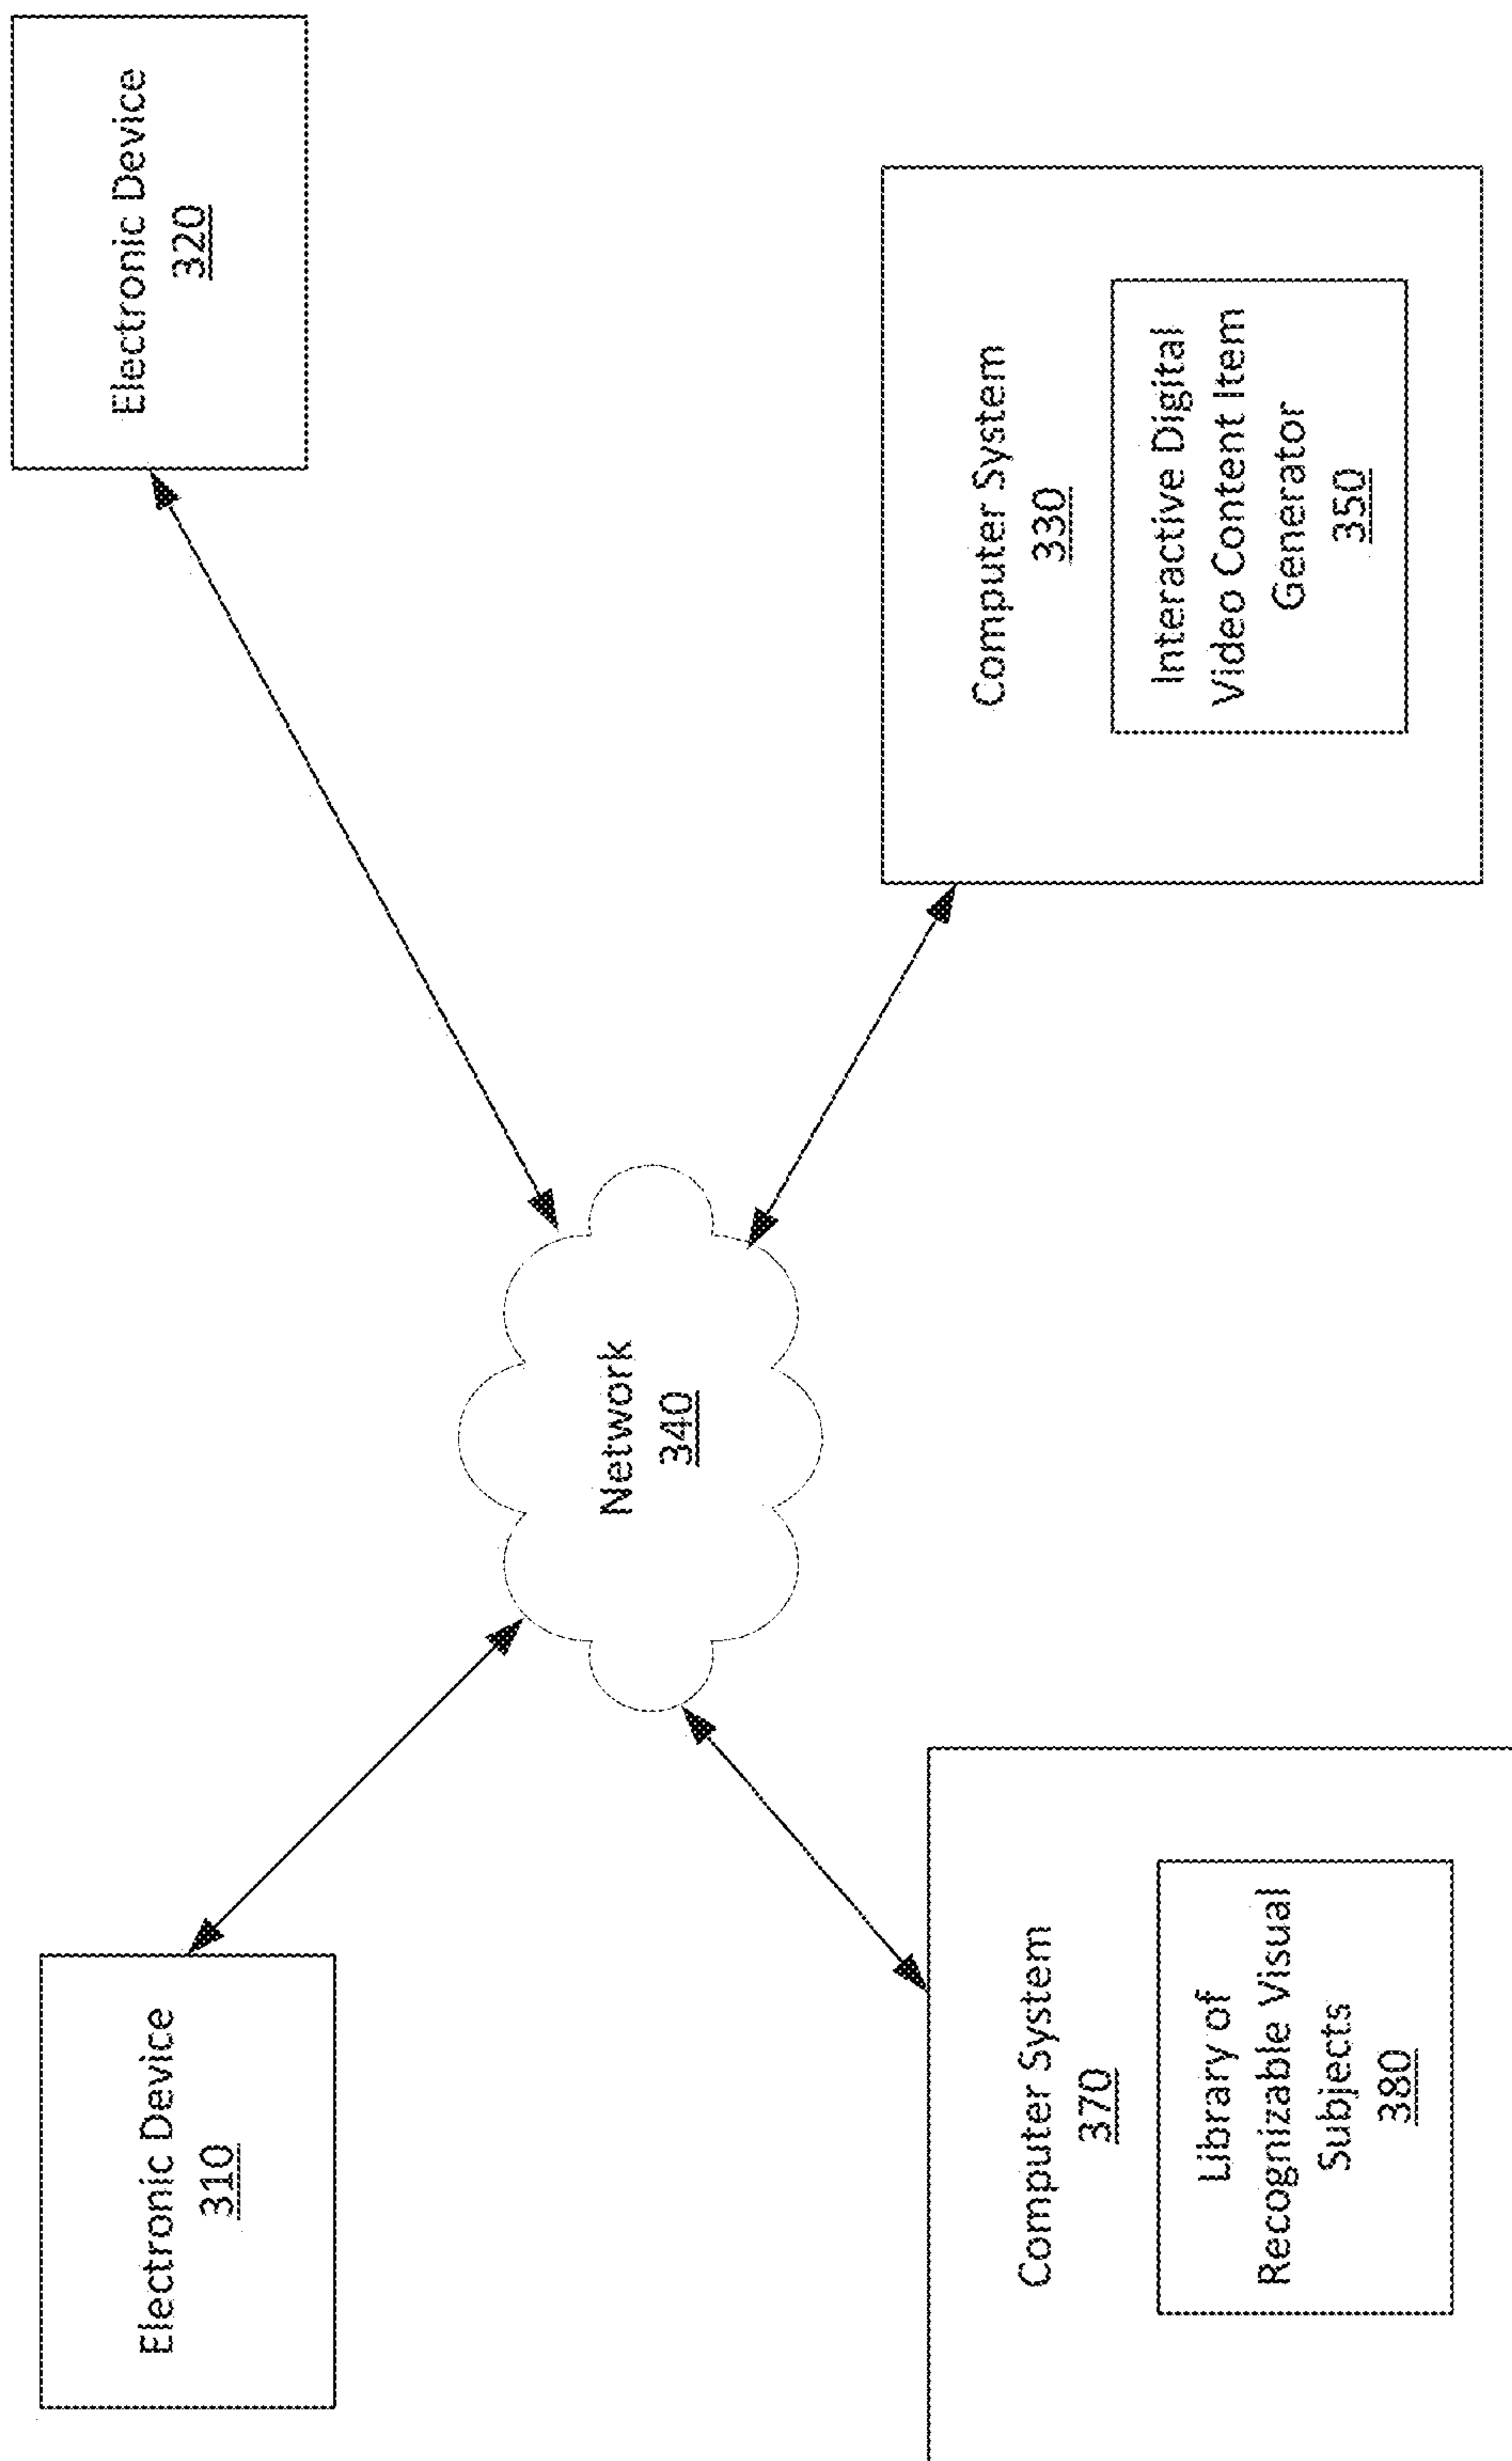 Electronic Device
310
Electronic Device
320
Network
340
Computer System
370
Library of
Recognizable Visual
Subjects
380
Computer System
330
Interactive Digital
Video Content Item
Generator
350